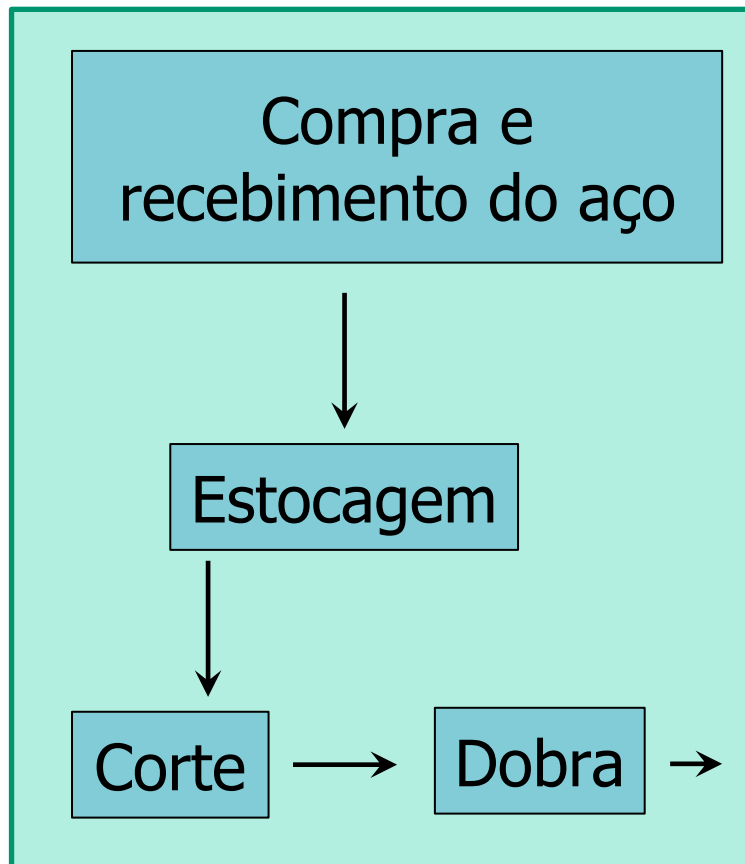 Compra e
recebimento do aço
Estocagem
Corte
Dobra